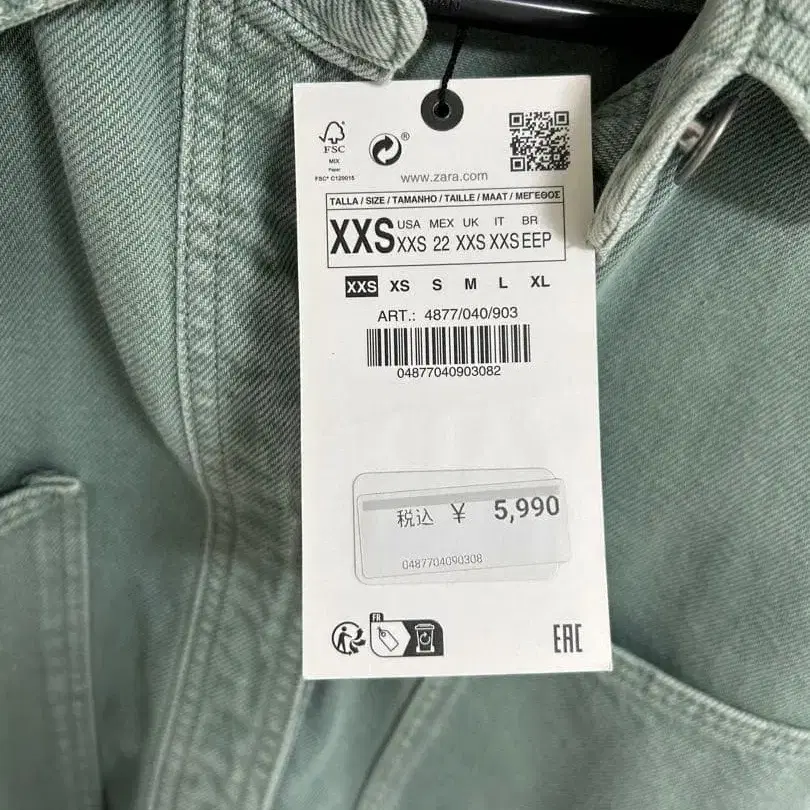 FSC
MIX
Paper
FSC® C120015
®
www.zara.com
TALLA / SIZE / TAMANHO / TAILLE / MAAT / ΜΕΓΕΘΟΣ
XXS
USA MEX UK IT BR
XXS 22 XXS XXS EEP
XXS XS S M L XL
ART.: 4877/040/903
04877040903082
税込 ¥ 5,990
0487704090308
FR
EAC